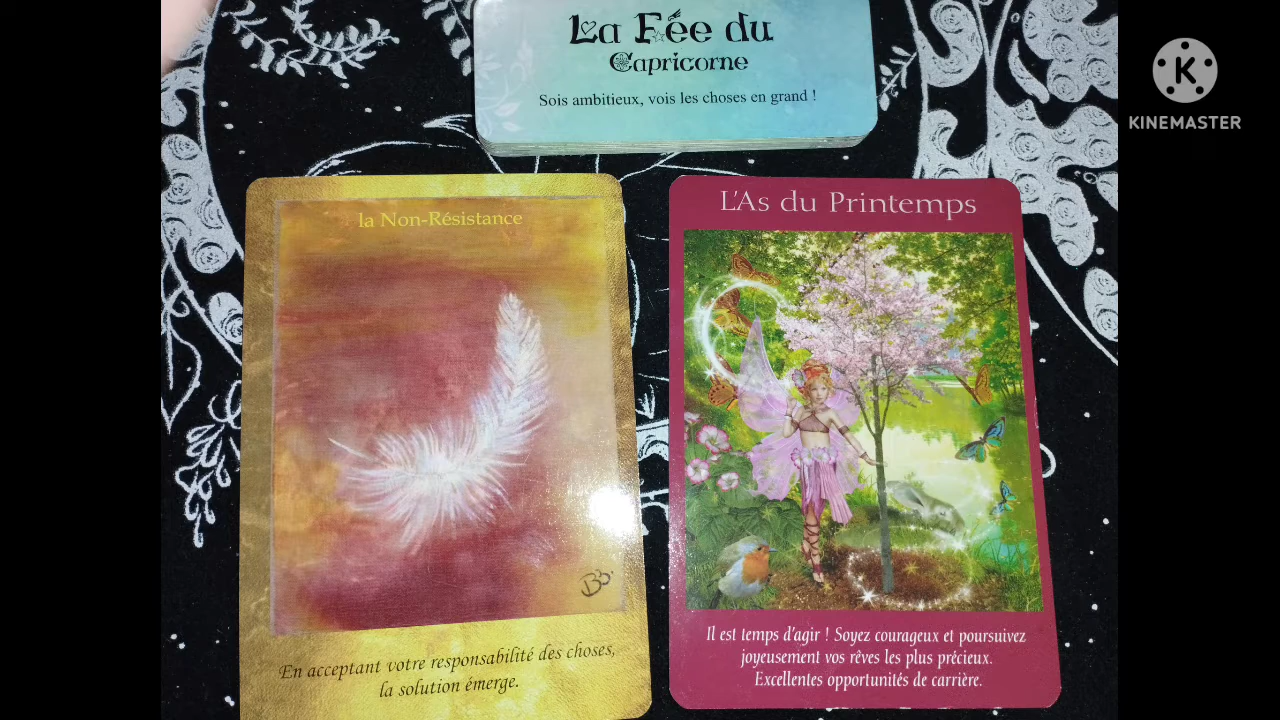 La Fée du
Capricorne
Sois ambitieux, vois les choses en grand !
K
KINEMASTER
la Non-Résistance
En acceptant votre responsabilité des choses,
la solution émerge.
L'As du Printemps
Il est temps d'agir ! Soyez courageux et poursuivez
joyeusement vos rêves les plus précieux.
Excellentes opportunités de carrière.